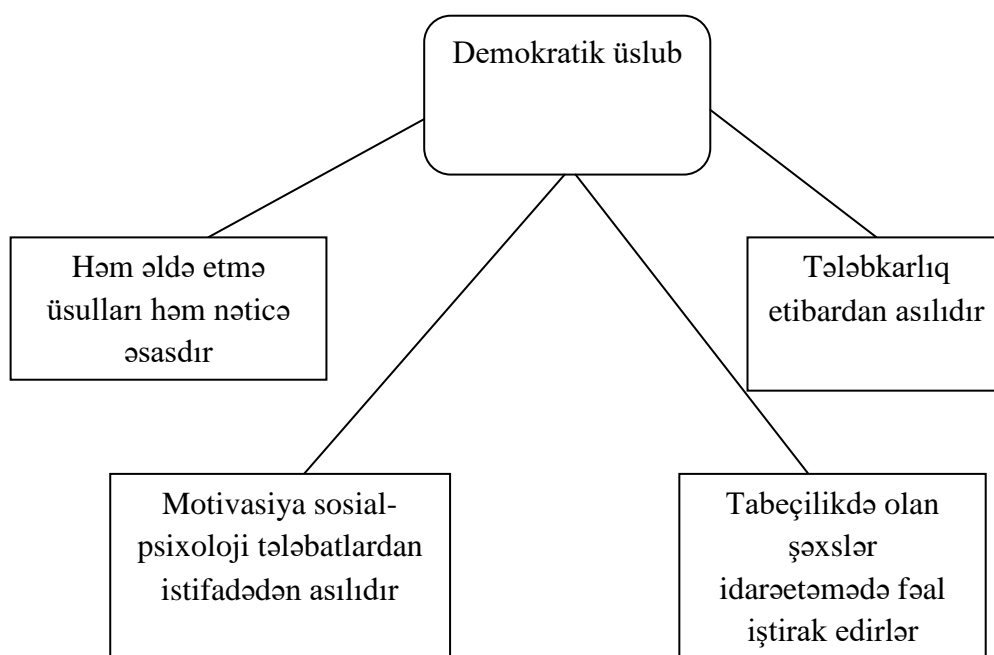 Demokratik üslub
Həm əldə etmə
üsulları həm nəticə
əsasdır
Tələbkarlıq
etibardan asılıdır
Motivasiya sosial-
psixoloji tələbatlardan
istifadədən asılıdır
Tabeçilikdə olan
şəxslər
idarəetəmədə fəal
iştirak edirlər